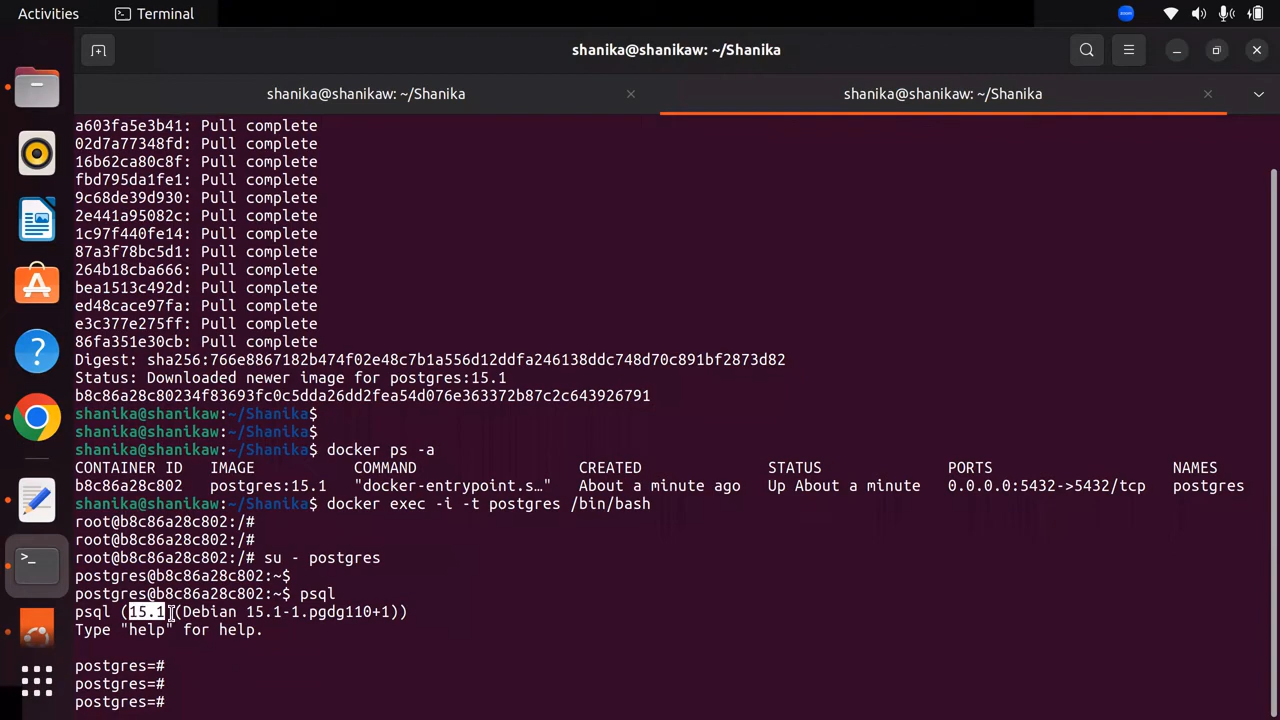 Activities
Terminal
zoom
shanika@shanikaw: ~/Shanika
shanika@shanikaw: ~/Shanika
shanika@shanikaw: ~/Shanika
a603fa5e3b41: Pull complete
02d7a77348fd: Pull complete
16b62ca80c8f: Pull complete
fbd795da1fe1: Pull complete
9c68de39d930: Pull complete
2e441a95082c: Pull complete
1c97f440fe14: Pull complete
87a3f78bc5d1: Pull complete
264b18cba666: Pull complete
bea1513c492d: Pull complete
ed48cace97fa: Pull complete
e3c377e275ff: Pull complete
86fa351e30cb: Pull complete
Digest: sha256:766e8867182b474f02e48c7b1a556d12ddfa246138ddc748d70c891bf2873d82
Status: Downloaded newer image for postgres:15.1
b8c86a28c80234f83693fc0c5dda26dd2fea54d076e363372b87c2c643926791
shanika@shanikaw:~/Shanika$
shanika@shanikaw:~/Shanika$
shanika@shanikaw:~/Shanika$ docker ps -a
CONTAINER ID   IMAGE           COMMAND                  CREATED              STATUS              PORTS                    NAMES
b8c86a28c802   postgres:15.1   "docker-entrypoint.s…"   About a minute ago   Up About a minute   0.0.0.0:5432->5432/tcp   postgres
shanika@shanikaw:~/Shanika$ docker exec -i -t postgres /bin/bash
root@b8c86a28c802:/#
root@b8c86a28c802:/#
root@b8c86a28c802:/# su - postgres
postgres@b8c86a28c802:~$
postgres@b8c86a28c802:~$ psql
psql (15.1 (Debian 15.1-1.pgdg110+1))
Type "help" for help.
postgres=#
postgres=#
postgres=#